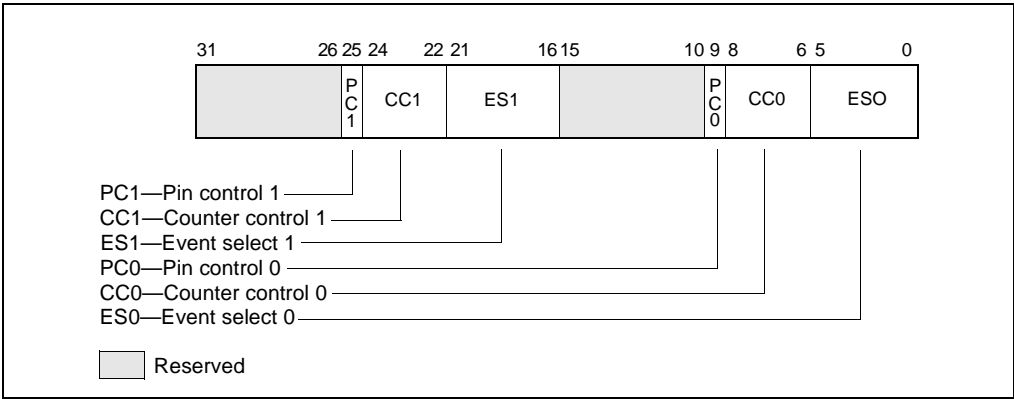 31 26 25 24 22 21 16 15 10 9 8 6 5 0
PC1 CC1 ES1 PC0 CC0 ESO
PC1—Pin control 1
CC1—Counter control 1
ES1—Event select 1
PC0—Pin control 0
CC0—Counter control 0
ES0—Event select 0
Reserved